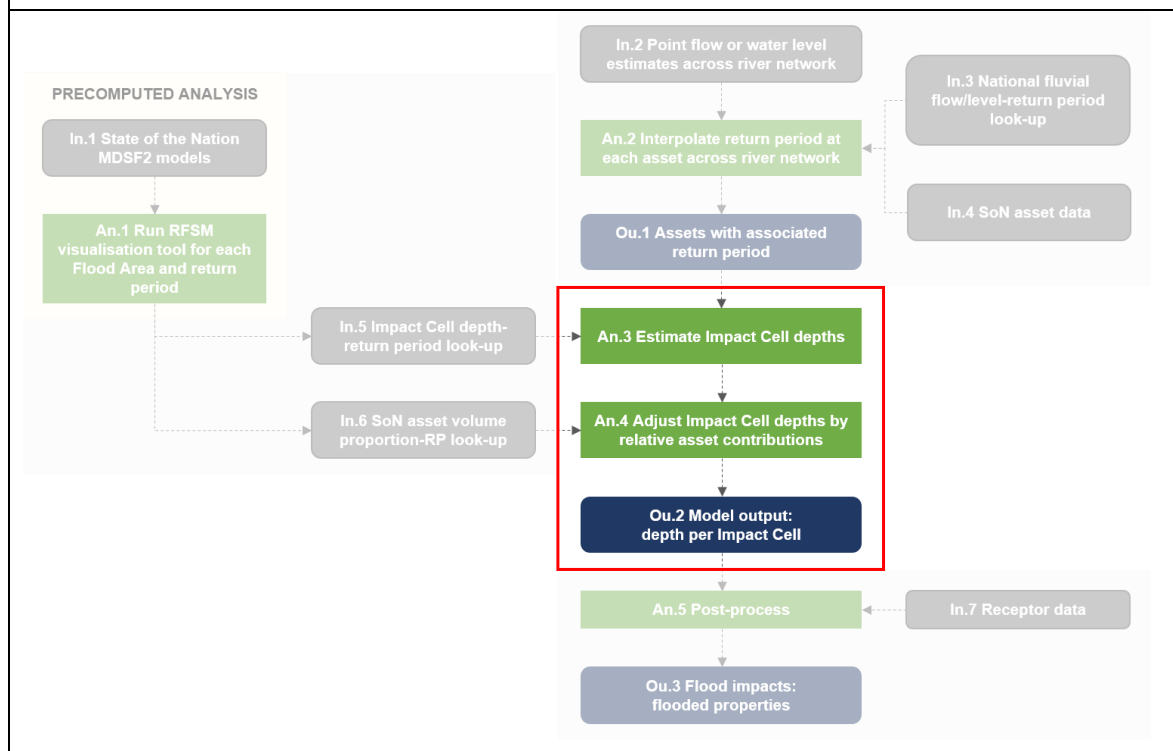 PRECOMPUTED ANALYSIS
In.1 State of the Nation
MDSF2 models
An.1 Run RFSM
visualisation tool for each
Flood Area and return
period
In.2 Point flow or water level
estimates across river network
In.3 National fluvial
flow/level-return period
look-up
An.2 Interpolate return period at
each asset across river network
In.4 SoN asset data
Ou.1 Assets with associated
return period
In.5 Impact Cell depth-
return period look-up
An.3 Estimate Impact Cell depths
In.6 SoN asset volume
proportion-RP look-up
An.4 Adjust Impact Cell depths by
relative asset contributions
Ou.2 Model output:
depth per Impact Cell
An.5 Post-process
In.7 Receptor data
Ou.3 Flood impacts:
flooded properties